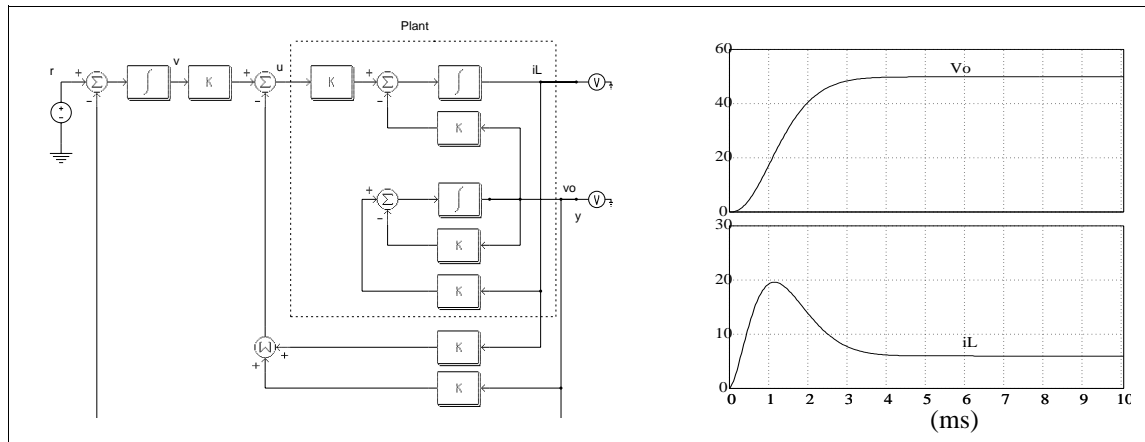 Plant
r
+
Σ
−
∫
v
K
+
Σ
−
u
K
+
Σ
−
∫
iL
V
K
+
Σ
−
∫
vo
y
V
K
K
Σ
+
+
K
K
60
40
20
0
Vo
30
20
10
0
iL
0 1 2 3 4 5 6 7 8 9 10
(ms)